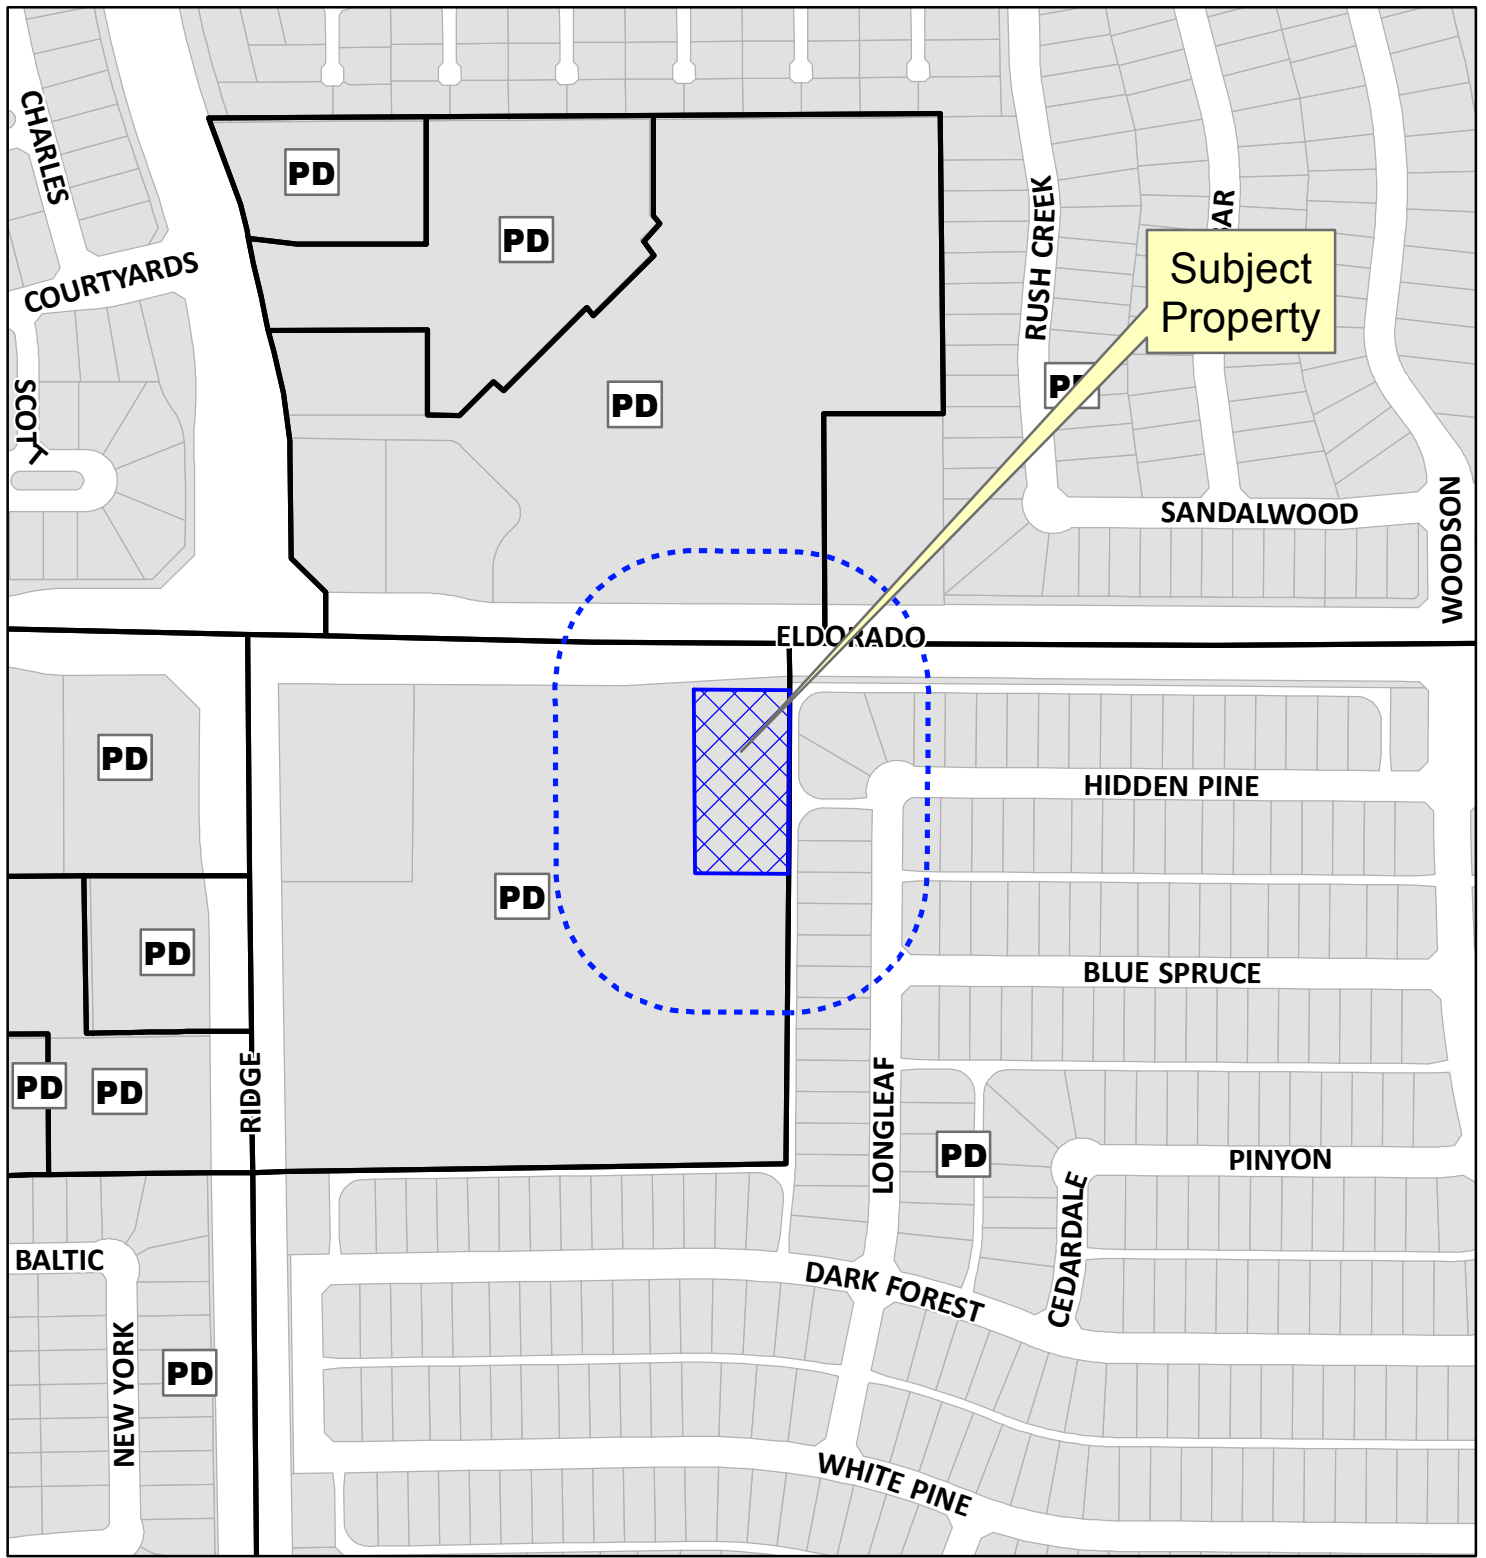 CHARLES
PD
PD
RUSH CREEK
COURTYARDS
Subject
Property
SCOTT
PD
SANDALWOOD
WOODSON
ELDORADO
PD
HIDDEN PINE
PD
PD
BLUE SPRUCE
RIDGE
PD
PD
LONGLEAF
PD
PINYON
CEDARDALE
BALTIC
DARK FOREST
NEW YORK
PD
WHITE PINE